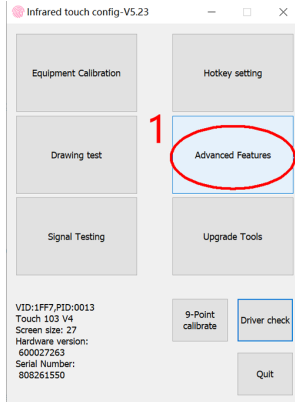 Infrared touch config-V5.23
Equipment Calibration
Hotkey setting
1
Drawing test
Advanced Features
Signal Testing
Upgrade Tools
VID:1FF7,PID:0013
Touch 103 V4
Screen size: 27
Hardware version:
600027263
Serial Number:
808261550
9-Point
calibrate
Driver check
Quit